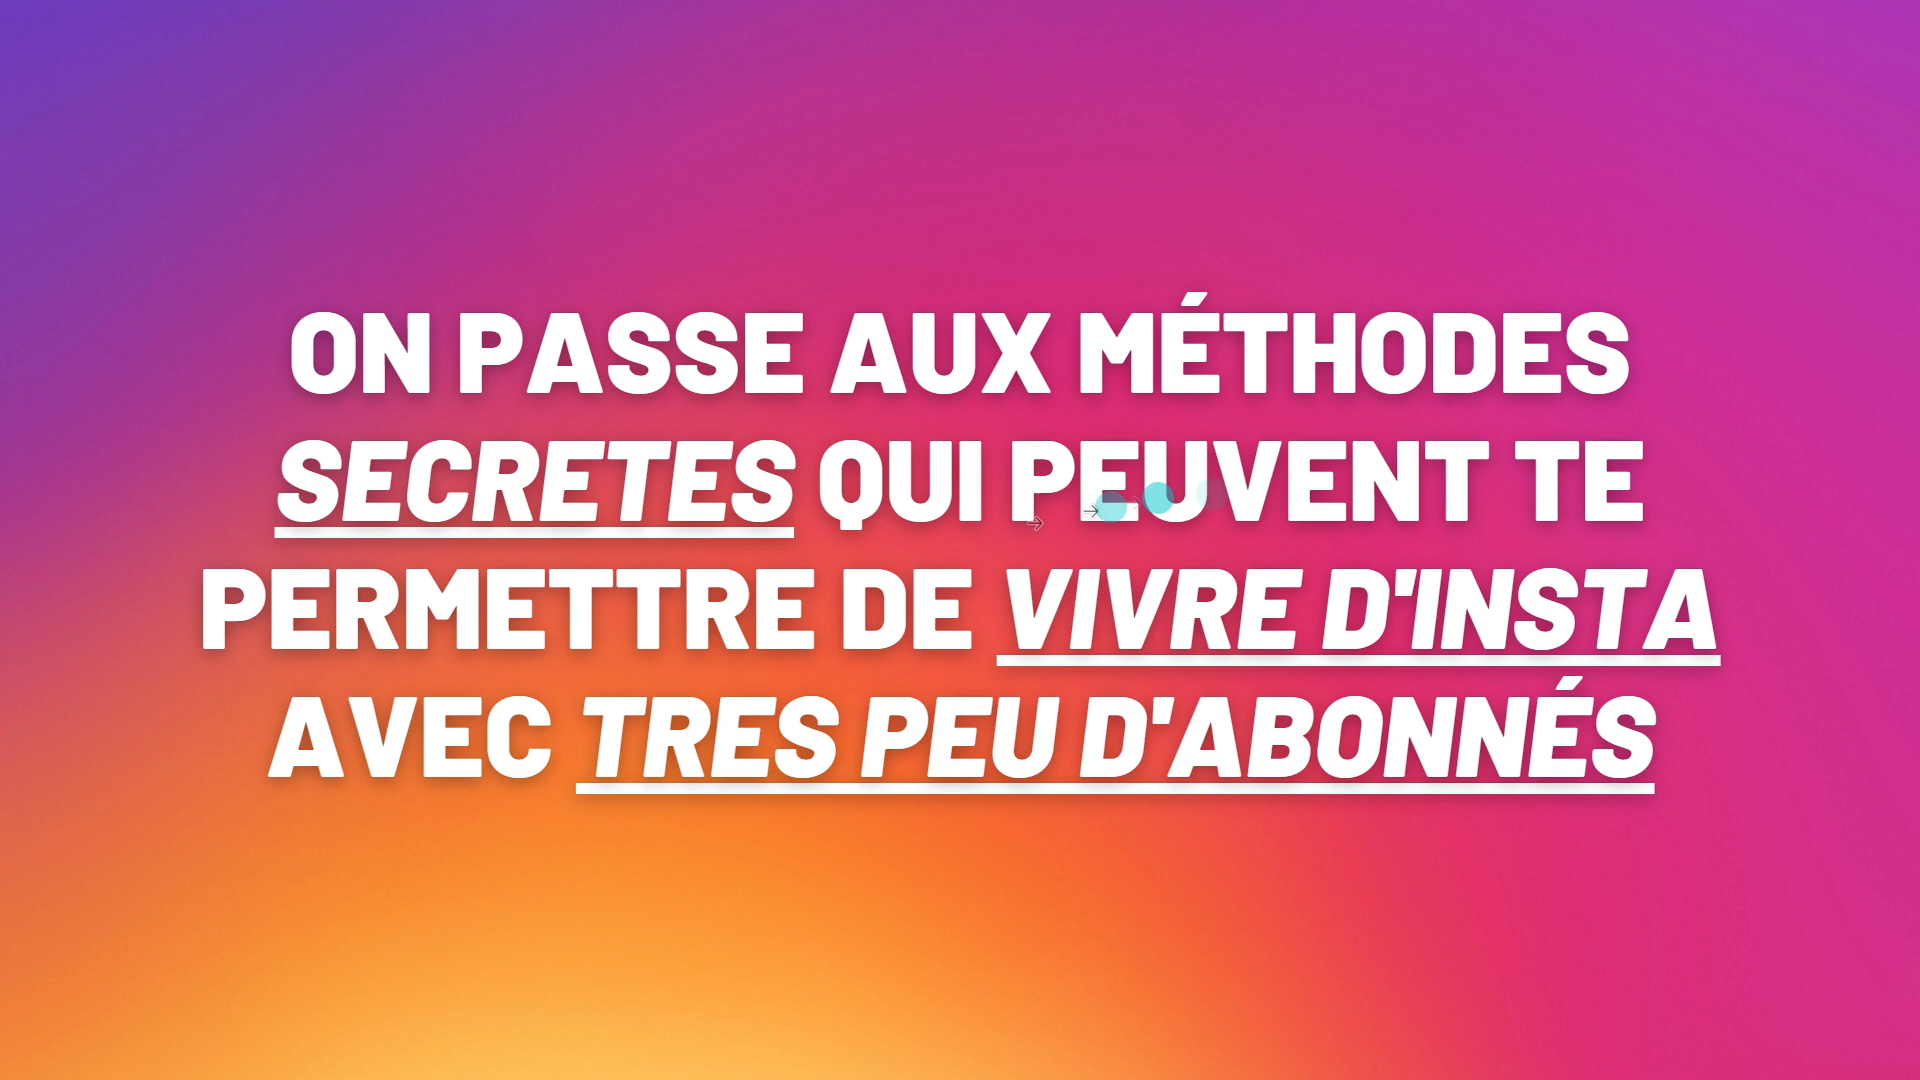 ON PASSE AUX MÉTHODES
SECRETES QUI PEUVENT TE
PERMETTRE DE VIVRE D'INSTA
AVEC TRES PEU D'ABONNÉS